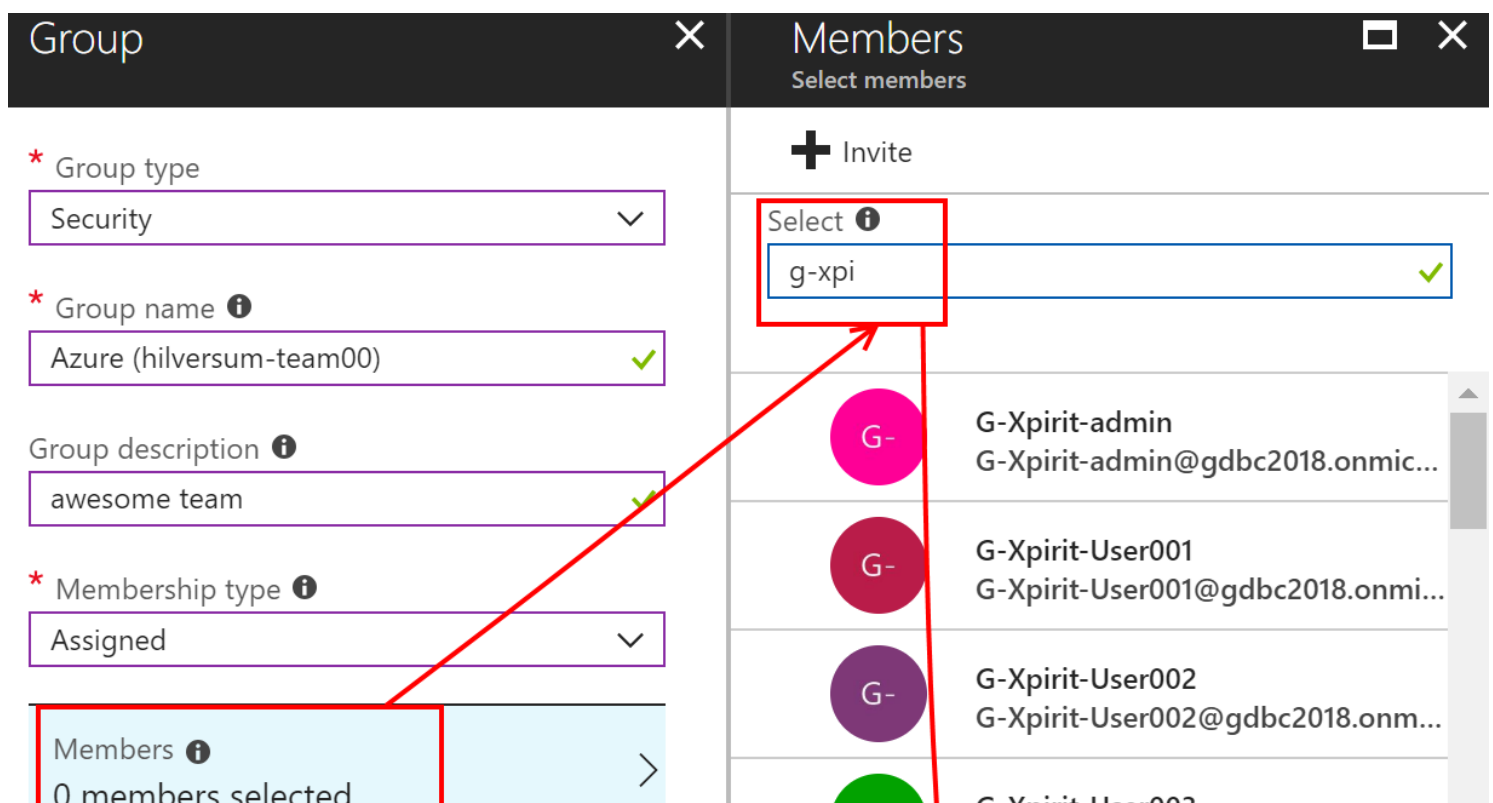 Group
* Group type
Security
* Group name
Azure (hilversum-team00)
Group description
awesome team
* Membership type
Assigned
Members
0 members selected
Members
Select members
Invite
Select
g-xpi
G-
G-Xpirit-admin
G-Xpirit-admin@gdbc2018.onmic...
G-
G-Xpirit-User001
G-Xpirit-User001@gdbc2018.onmi...
G-
G-Xpirit-User002
G-Xpirit-User002@gdbc2018.onm...